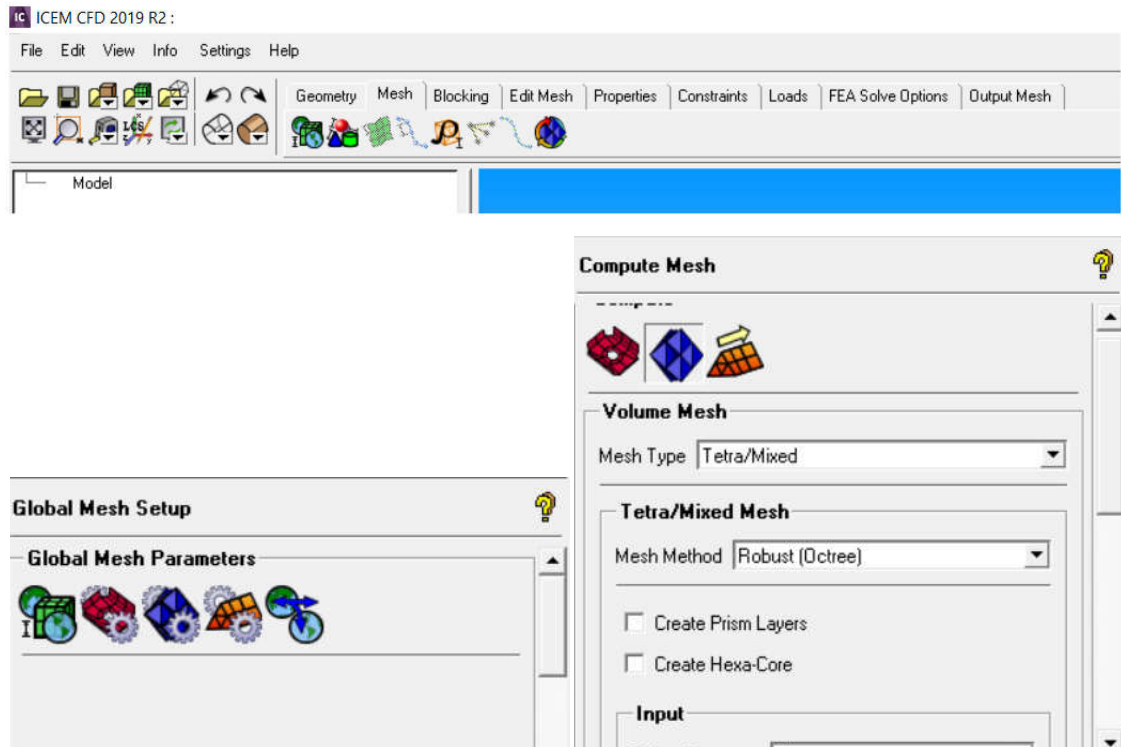 IC ICEM CFD 2019 R2 :
File Edit View Info Settings Help
Geometry Mesh Blocking Edit Mesh Properties Constraints Loads FEA Solve Options Output Mesh
Model
Compute Mesh
Volume Mesh
Mesh Type Tetra/Mixed
Tetra/Mixed Mesh
Mesh Method Robust (Octree)
Create Prism Layers
Create Hexa-Core
Input
Global Mesh Setup
Global Mesh Parameters